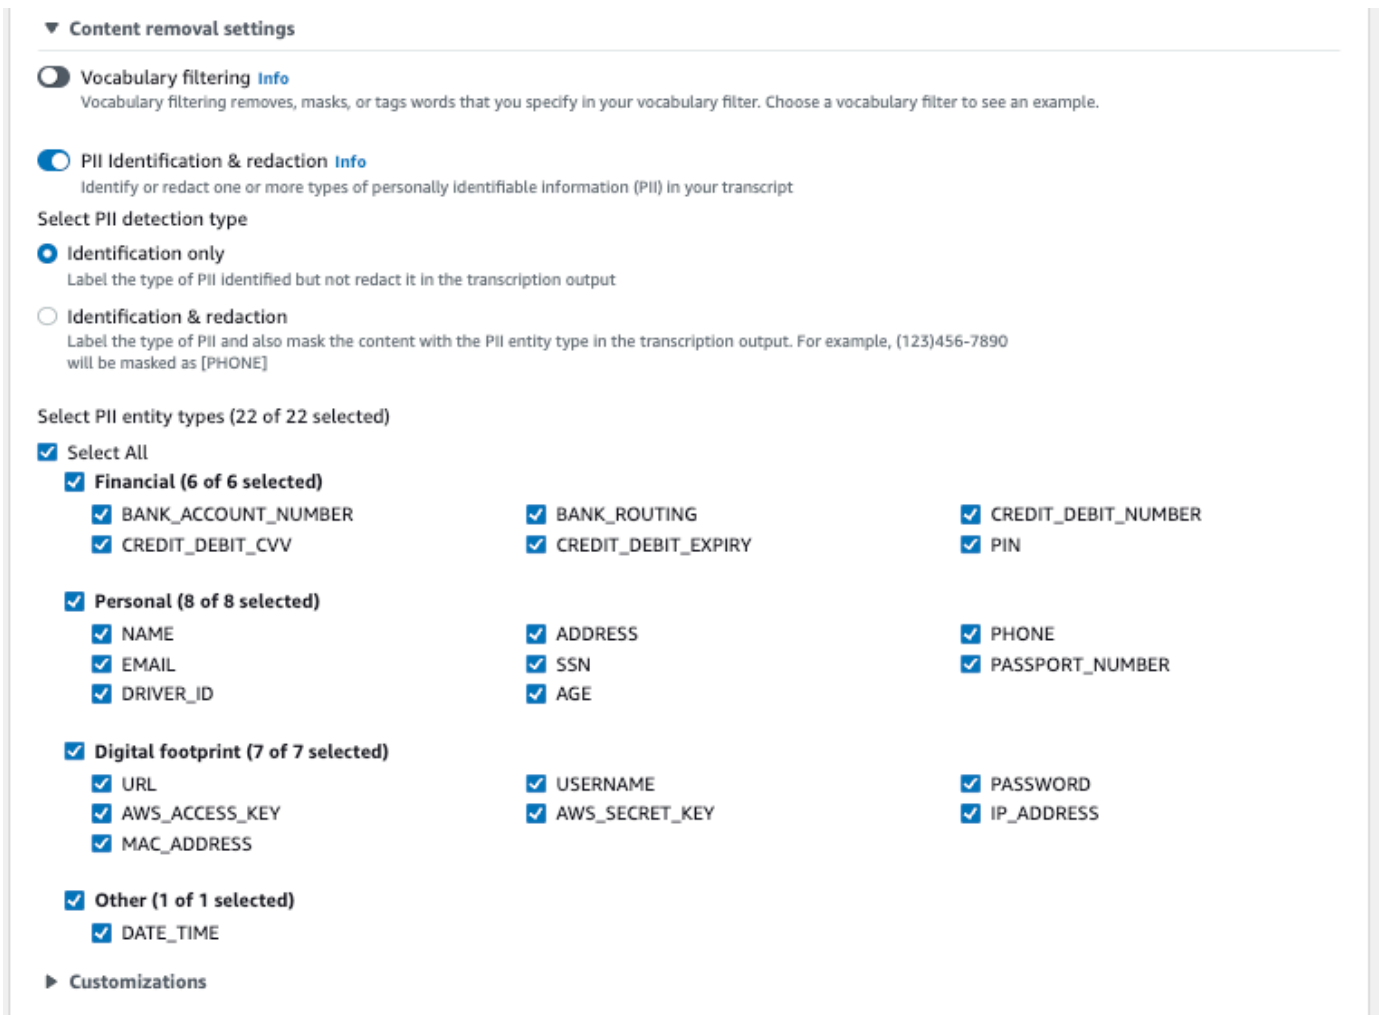 Content removal settings
Vocabulary filtering Info
Vocabulary filtering removes, masks, or tags words that you specify in your vocabulary filter. Choose a vocabulary filter to see an example.
PII Identification & redaction Info
Identify or redact one or more types of personally identifiable information (PII) in your transcript
Select PII detection type
Identification only
Label the type of PII identified but not redact it in the transcription output
Identification & redaction
Label the type of PII and also mask the content with the PII entity type in the transcription output. For example, (123)456-7890
will be masked as [PHONE]
Select PII entity types (22 of 22 selected)
Select All
Financial (6 of 6 selected)
BANK_ACCOUNT_NUMBER BANK_ROUTING CREDIT_DEBIT_NUMBER
CREDIT_DEBIT_CVV CREDIT_DEBIT_EXPIRY PIN
Personal (8 of 8 selected)
NAME ADDRESS PHONE
EMAIL SSN PASSPORT_NUMBER
DRIVER_ID AGE
Digital footprint (7 of 7 selected)
URL USERNAME PASSWORD
AWS_ACCESS_KEY AWS_SECRET_KEY IP_ADDRESS
MAC_ADDRESS
Other (1 of 1 selected)
DATE_TIME
Customizations